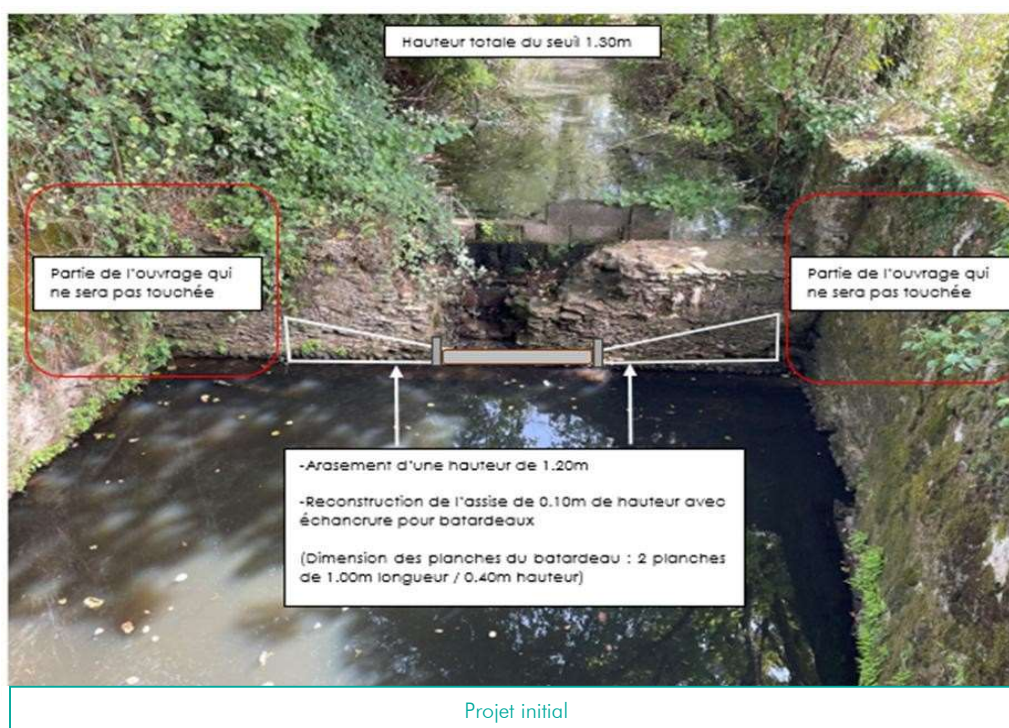 Hauteur totale du seuil 1.30m
Partie de l'ouvrage qui
ne sera pas touchée
Partie de l'ouvrage qui
ne sera pas touchée
-Arasement d'une hauteur de 1.20m
-Reconstruction de l'assise de 0.10m de hauteur avec
échancrure pour batardeaux
(Dimension des planches du batardeau : 2 planches
de 1.00m longueur / 0.40m hauteur)
Projet initial